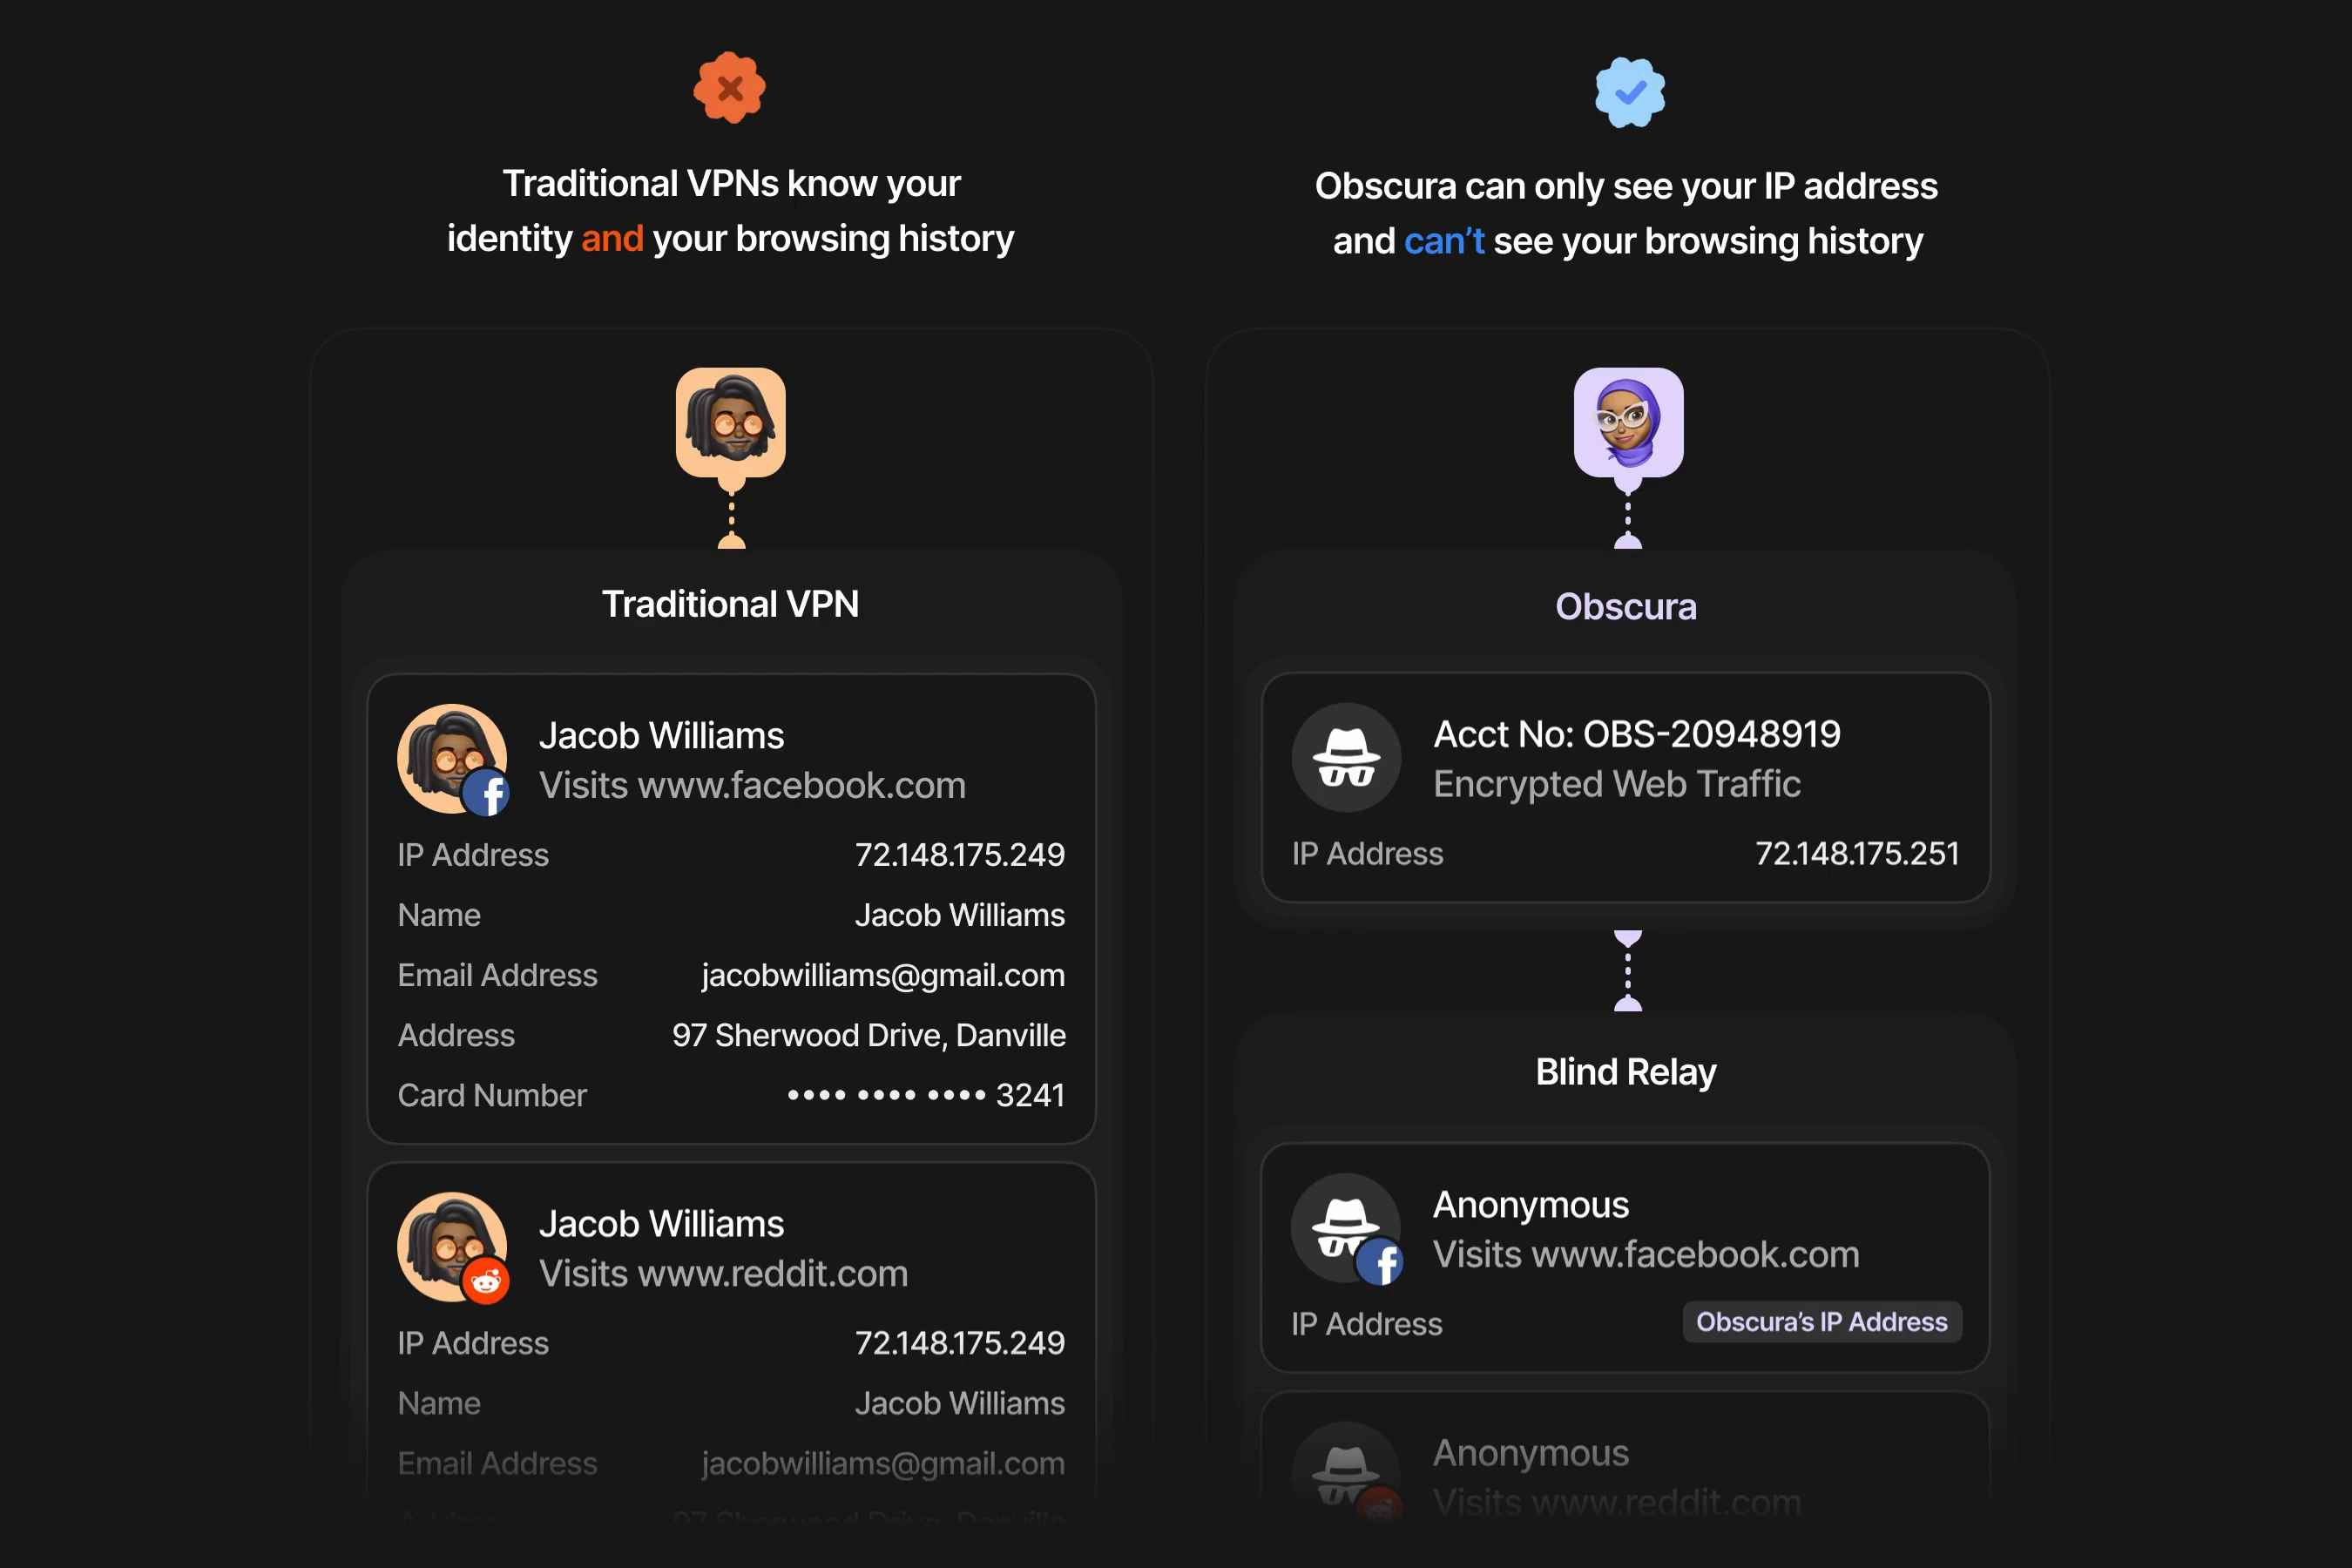 Traditional VPNs know your
identity and your browsing history
Traditional VPN
Jacob Williams
Visits www.facebook.com
IP Address 72.148.175.249
Name Jacob Williams
Email Address jacobwilliams@gmail.com
Address 97 Sherwood Drive, Danville
Card Number •••• •••• •••• 3241
Jacob Williams
Visits www.reddit.com
IP Address 72.148.175.249
Name Jacob Williams
Email Address jacobwilliams@gmail.com
Address 97 Sherwood Drive, Danville
Obscura can only see your IP address
and can’t see your browsing history
Obscura
Acct No: OBS-20948919
Encrypted Web Traffic
IP Address 72.148.175.251
Blind Relay
Anonymous
Visits www.facebook.com
IP Address Obscura’s IP Address
Anonymous
Visits www.reddit.com